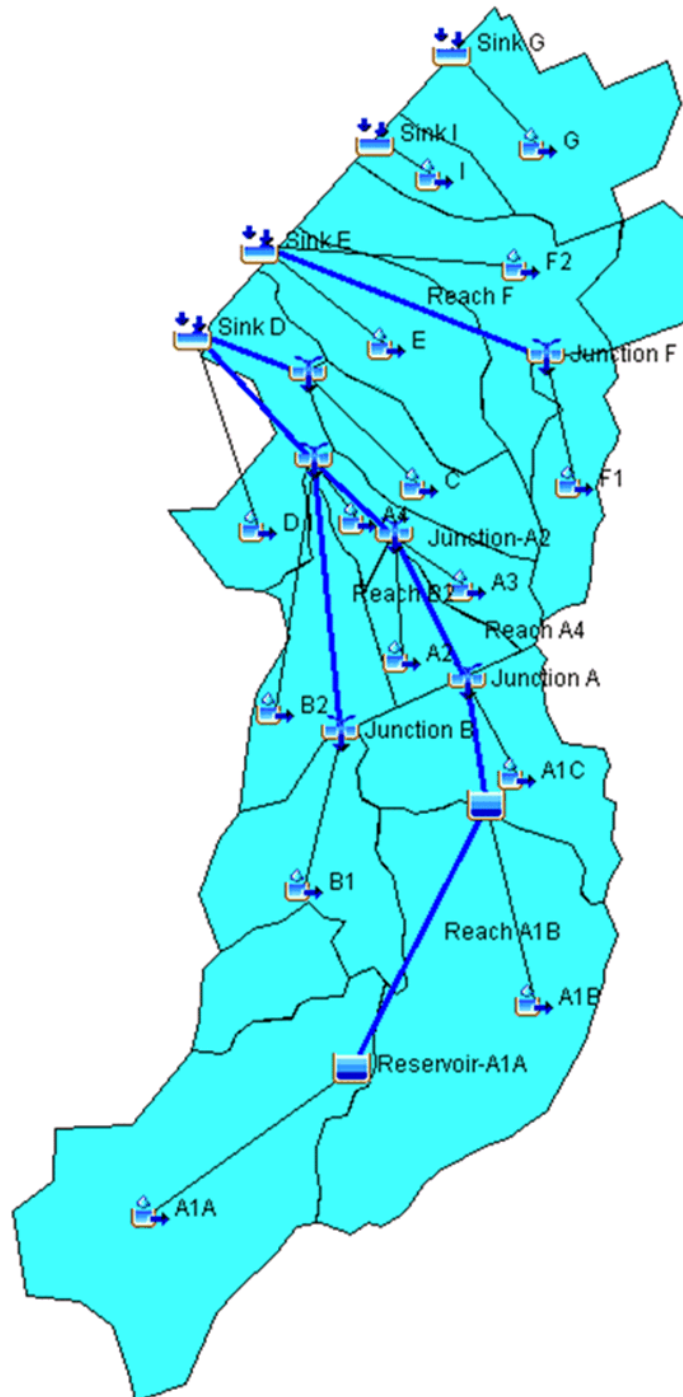 Sink G
Sink I
G
I
Sink E
F2
Reach F
Sink D
E
Junction F
C
F1
D
A4
Junction-A2
Reach B2
A3
Reach A4
A2
Junction A
B2
Junction B
A1C
B1
Reach A1B
A1B
Reservoir-A1A
A1A